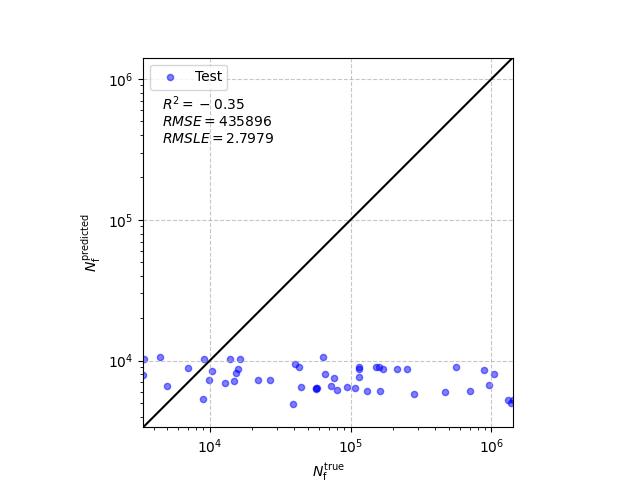 Test
R² = −0.35
RMSE = 435896
RMSLE = 2.7979
10⁶
10⁵
10⁴
N_f^predicted
10⁴ 10⁵ 10⁶
N_f^true